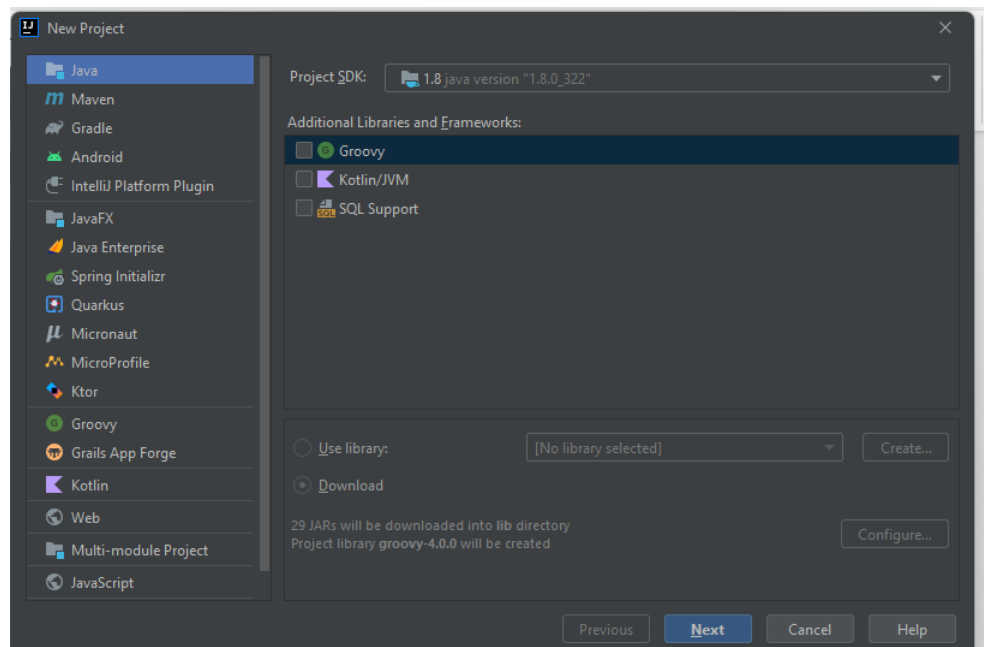 New Project
Java
Maven
Gradle
Android
IntelliJ Platform Plugin
JavaFX
Java Enterprise
Spring Initializr
Quarkus
Micronaut
MicroProfile
Ktor
Groovy
Grails App Forge
Kotlin
Web
Multi-module Project
JavaScript
Project SDK: 1.8 java version "1.8.0_322"
Additional Libraries and Frameworks:
Groovy
Kotlin/JVM
SQL Support
Use library: [No library selected] Create...
Download
29 JARs will be downloaded into lib directory
Project library groovy-4.0.0 will be created
Configure...
Previous Next Cancel Help